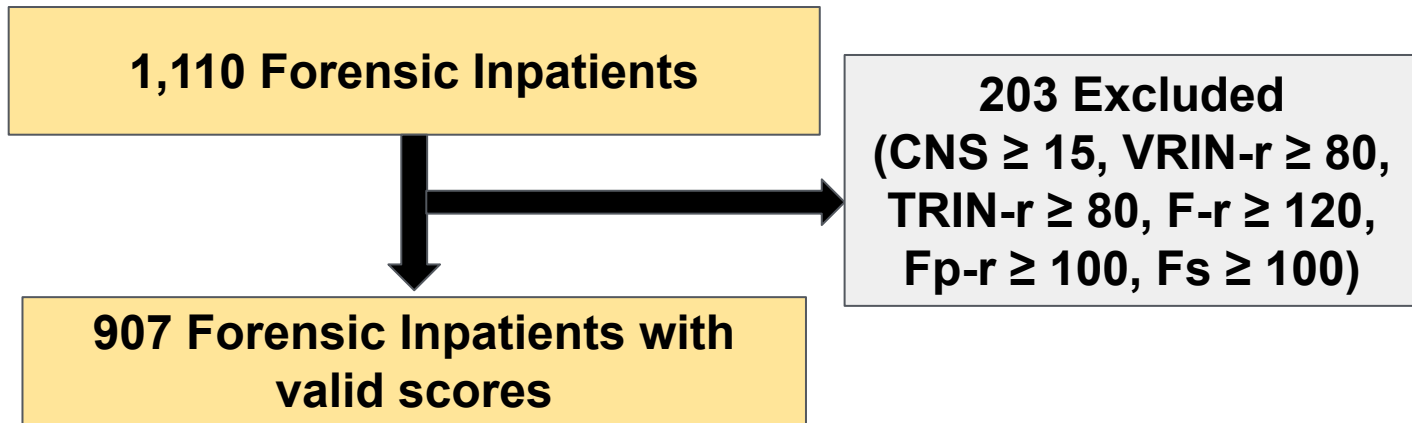 1,110 Forensic Inpatients
203 Excluded
(CNS ≥ 15, VRIN-r ≥ 80,
TRIN-r ≥ 80, F-r ≥ 120,
Fp-r ≥ 100, Fs ≥ 100)
907 Forensic Inpatients with
valid scores